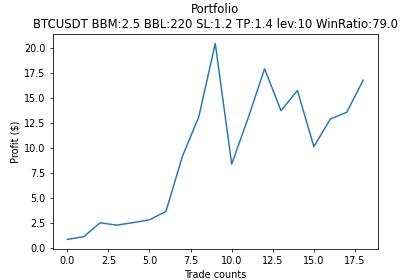 Portfolio
BTCUSDT BBM:2.5 BBL:220 SL:1.2 TP:1.4 lev:10 WinRatio:79.0
20.0
17.5
15.0
12.5
10.0
7.5
5.0
2.5
0.0
Profit ($)
0.0 2.5 5.0 7.5 10.0 12.5 15.0 17.5
Trade counts